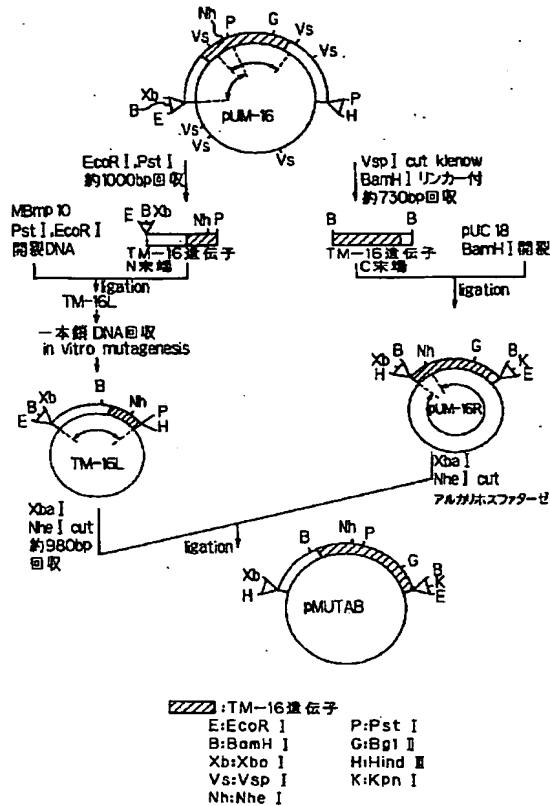 Nh P G
Vs Vs
Vs
Xb
B
E
P
H
pUM-16
Vs
Vs
Vs
EcoR I, Pst I
約1000bp回収
Vsp I cut klenow
BamH I リンカー付
約730bp回収
E B Xb Nh P
TM-16遺伝子
N末端
B B
TM-16遺伝子
C末端
MBmp 10
Pst I, EcoR I
開裂DNA
pUC 18
BamH I 開裂
ligation
ligation
TM-16L
一本鎖DNA回収
in vitro mutagenesis
B Nh
Xb
B
E
P
H
TM-16L
Nh G
Xb B
H
B
K
E
pUM-16R
Xba I
Nhe I cut
アルカリホスファターゼ
Xba I
Nhe I cut
約980bp
回収
ligation
B Nh P G
Xb
H
B
K
E
pMUTAB
:TM-16遺伝子
E:EcoR I P:Pst I
B:BamH I G:Bgl II
Xb:Xba I H:Hind III
Vs:Vsp I K:Kpn I
Nh:Nhe I